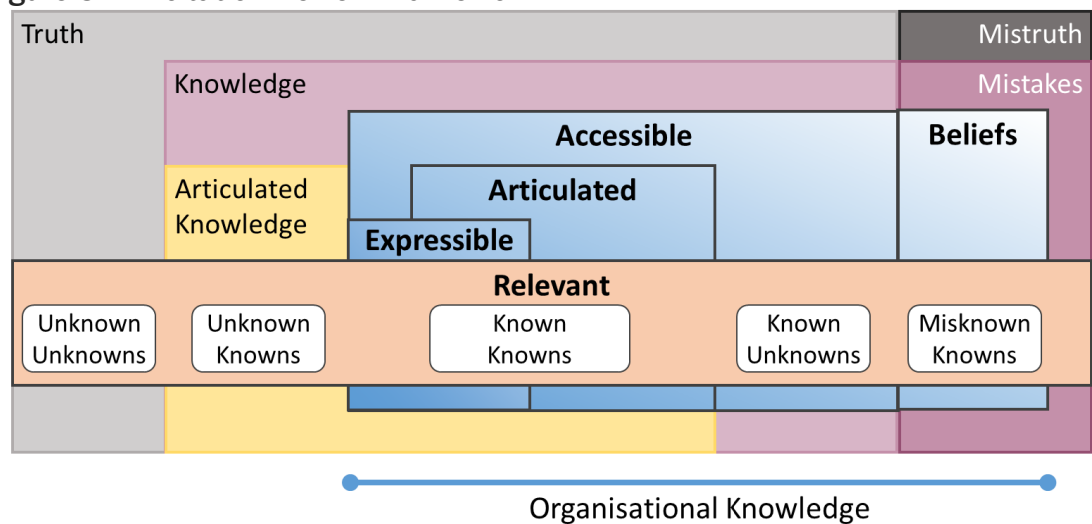 Truth
Mistruth
Knowledge
Mistakes
Accessible
Beliefs
Articulated
Knowledge
Articulated
Expressible
Relevant
Unknown
Unknowns
Unknown
Knowns
Known
Knowns
Known
Unknowns
Misknown
Knowns
Organisational Knowledge